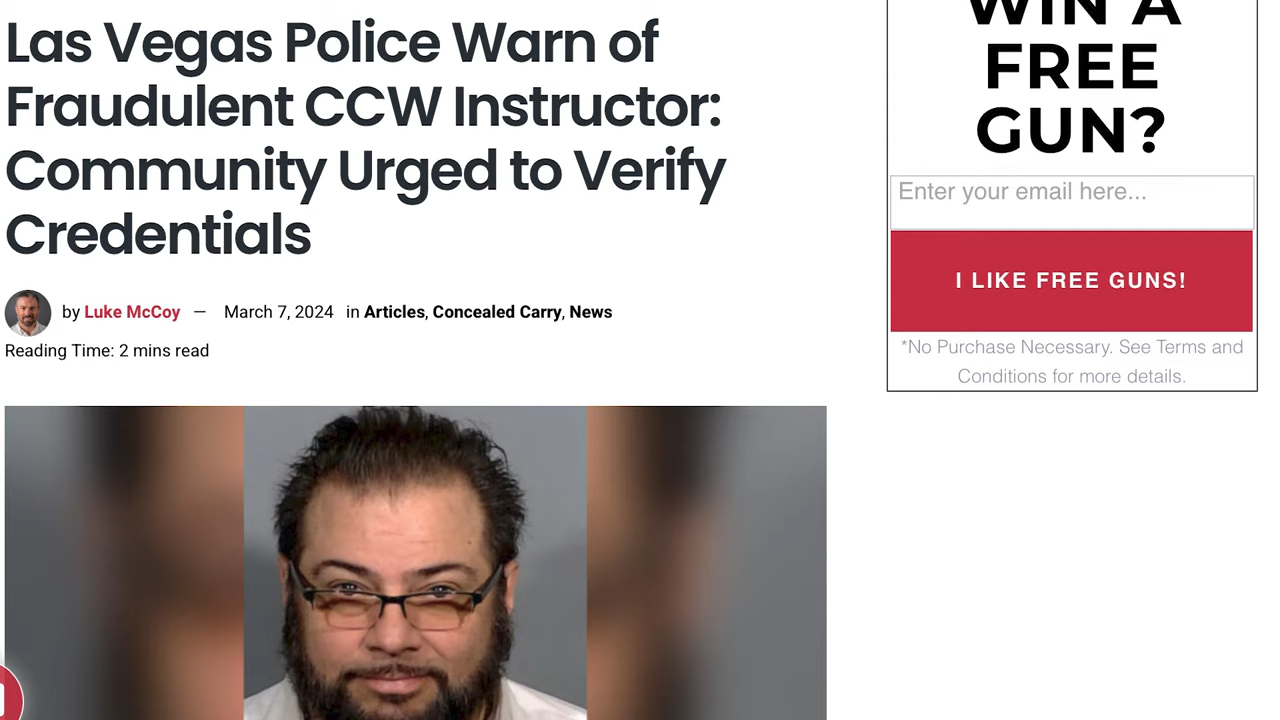 Las Vegas Police Warn of
Fraudulent CCW Instructor:
Community Urged to Verify
Credentials
by Luke McCoy — March 7, 2024 in Articles, Concealed Carry, News
Reading Time: 2 mins read
WIN A
FREE
GUN?
Enter your email here...
I LIKE FREE GUNS!
*No Purchase Necessary. See Terms and
Conditions for more details.